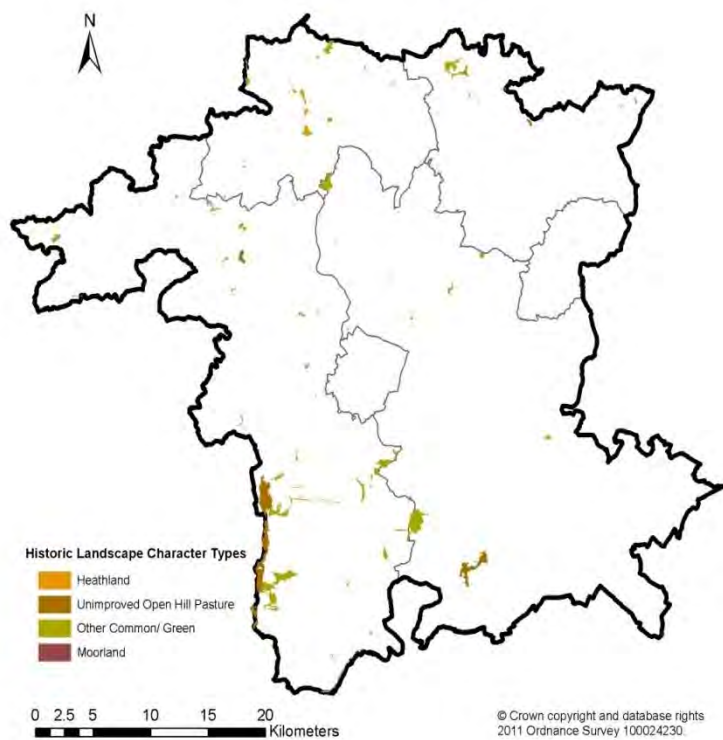 N
Historic Landscape Character Types
Heathland
Unimproved Open Hill Pasture
Other Common/ Green
Moorland
0 2.5 5 10 15 20
Kilometers
© Crown copyright and database rights
2011 Ordnance Survey 100024230.